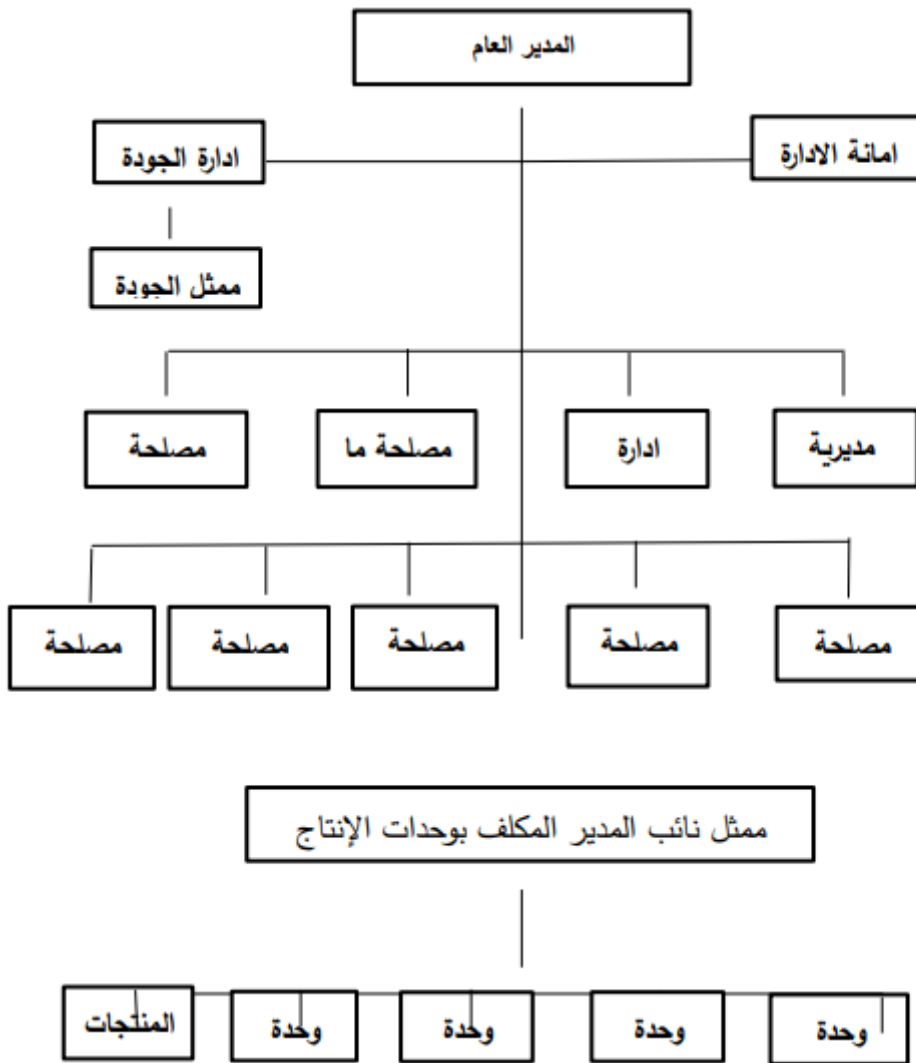 المدير العام
امانة الادارة
ادارة الجودة
ممثل الجودة
مديرية
ادارة
مصلحة ما
مصلحة
مصلحة
مصلحة
مصلحة
مصلحة
مصلحة
ممثل نائب المدير المكلف بوحدات الإنتاج
وحدة
وحدة
وحدة
وحدة
المنتجات